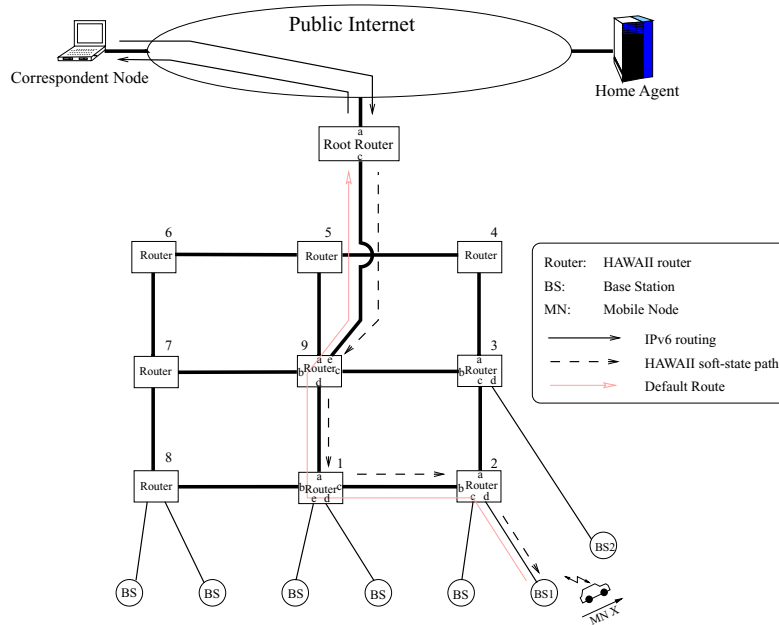 Public Internet
Correspondent Node
Home Agent
a
Root Router
c
6
Router
5
Router
4
Router
7
Router
9
a e
b Router c
d
3
a
b Router
c d
8
Router
1
a
b Router c
e d
2
a
b Router
c d
BS
BS
BS
BS
BS
BS1
BS2
MN X
Router: HAWAII router
BS: Base Station
MN: Mobile Node
IPv6 routing
HAWAII soft-state path
Default Route